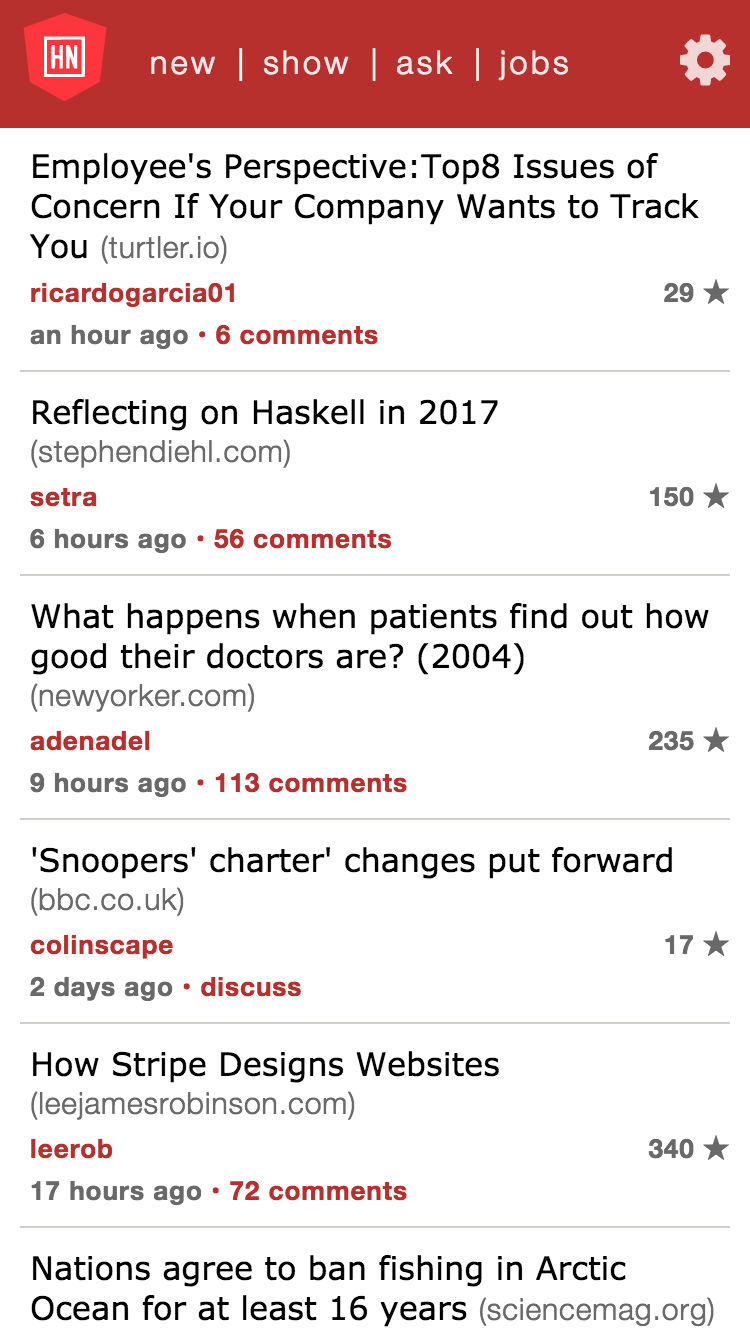 HN
new | show | ask | jobs
Employee's Perspective:Top8 Issues of
Concern If Your Company Wants to Track
You (turtler.io)
ricardogarcia01
29 ★
an hour ago • 6 comments
Reflecting on Haskell in 2017
(stephendiehl.com)
setra
150 ★
6 hours ago • 56 comments
What happens when patients find out how
good their doctors are? (2004)
(newyorker.com)
adenadel
235 ★
9 hours ago • 113 comments
'Snoopers' charter' changes put forward
(bbc.co.uk)
colinscape
17 ★
2 days ago • discuss
How Stripe Designs Websites
(leejamesrobinson.com)
leerob
340 ★
17 hours ago • 72 comments
Nations agree to ban fishing in Arctic
Ocean for at least 16 years (sciencemag.org)